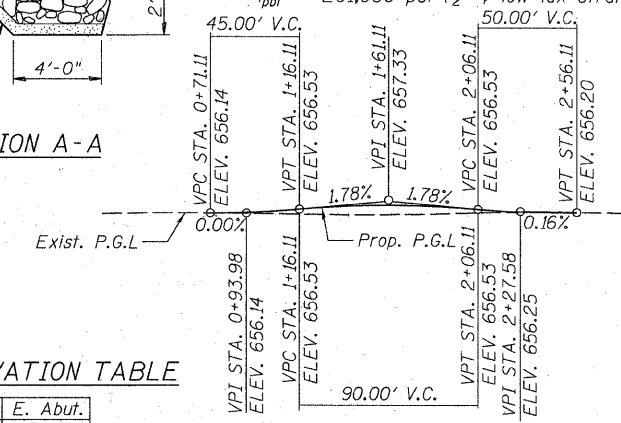 45.00' V.C.
50.00' V.C.
4'-0"
VPC STA. 0+71.11
ELEV. 656.14
VPT STA. 1+16.11
ELEV. 656.53
VPI STA. 1+61.11
ELEV. 657.33
VPC STA. 2+06.11
ELEV. 656.53
VPT STA. 2+56.11
ELEV. 656.20
ION A-A
1.78% 1.78%
0.00% 0.16%
Exist. P.G.L
Prop. P.G.L
VPI STA. 0+93.98
ELEV. 656.14
VPC STA. 1+16.11
ELEV. 656.53
VPT STA. 2+06.11
ELEV. 656.53
VPI STA. 2+27.58
ELEV. 656.25
90.00' V.C.
VATION TABLE
E. Abut.